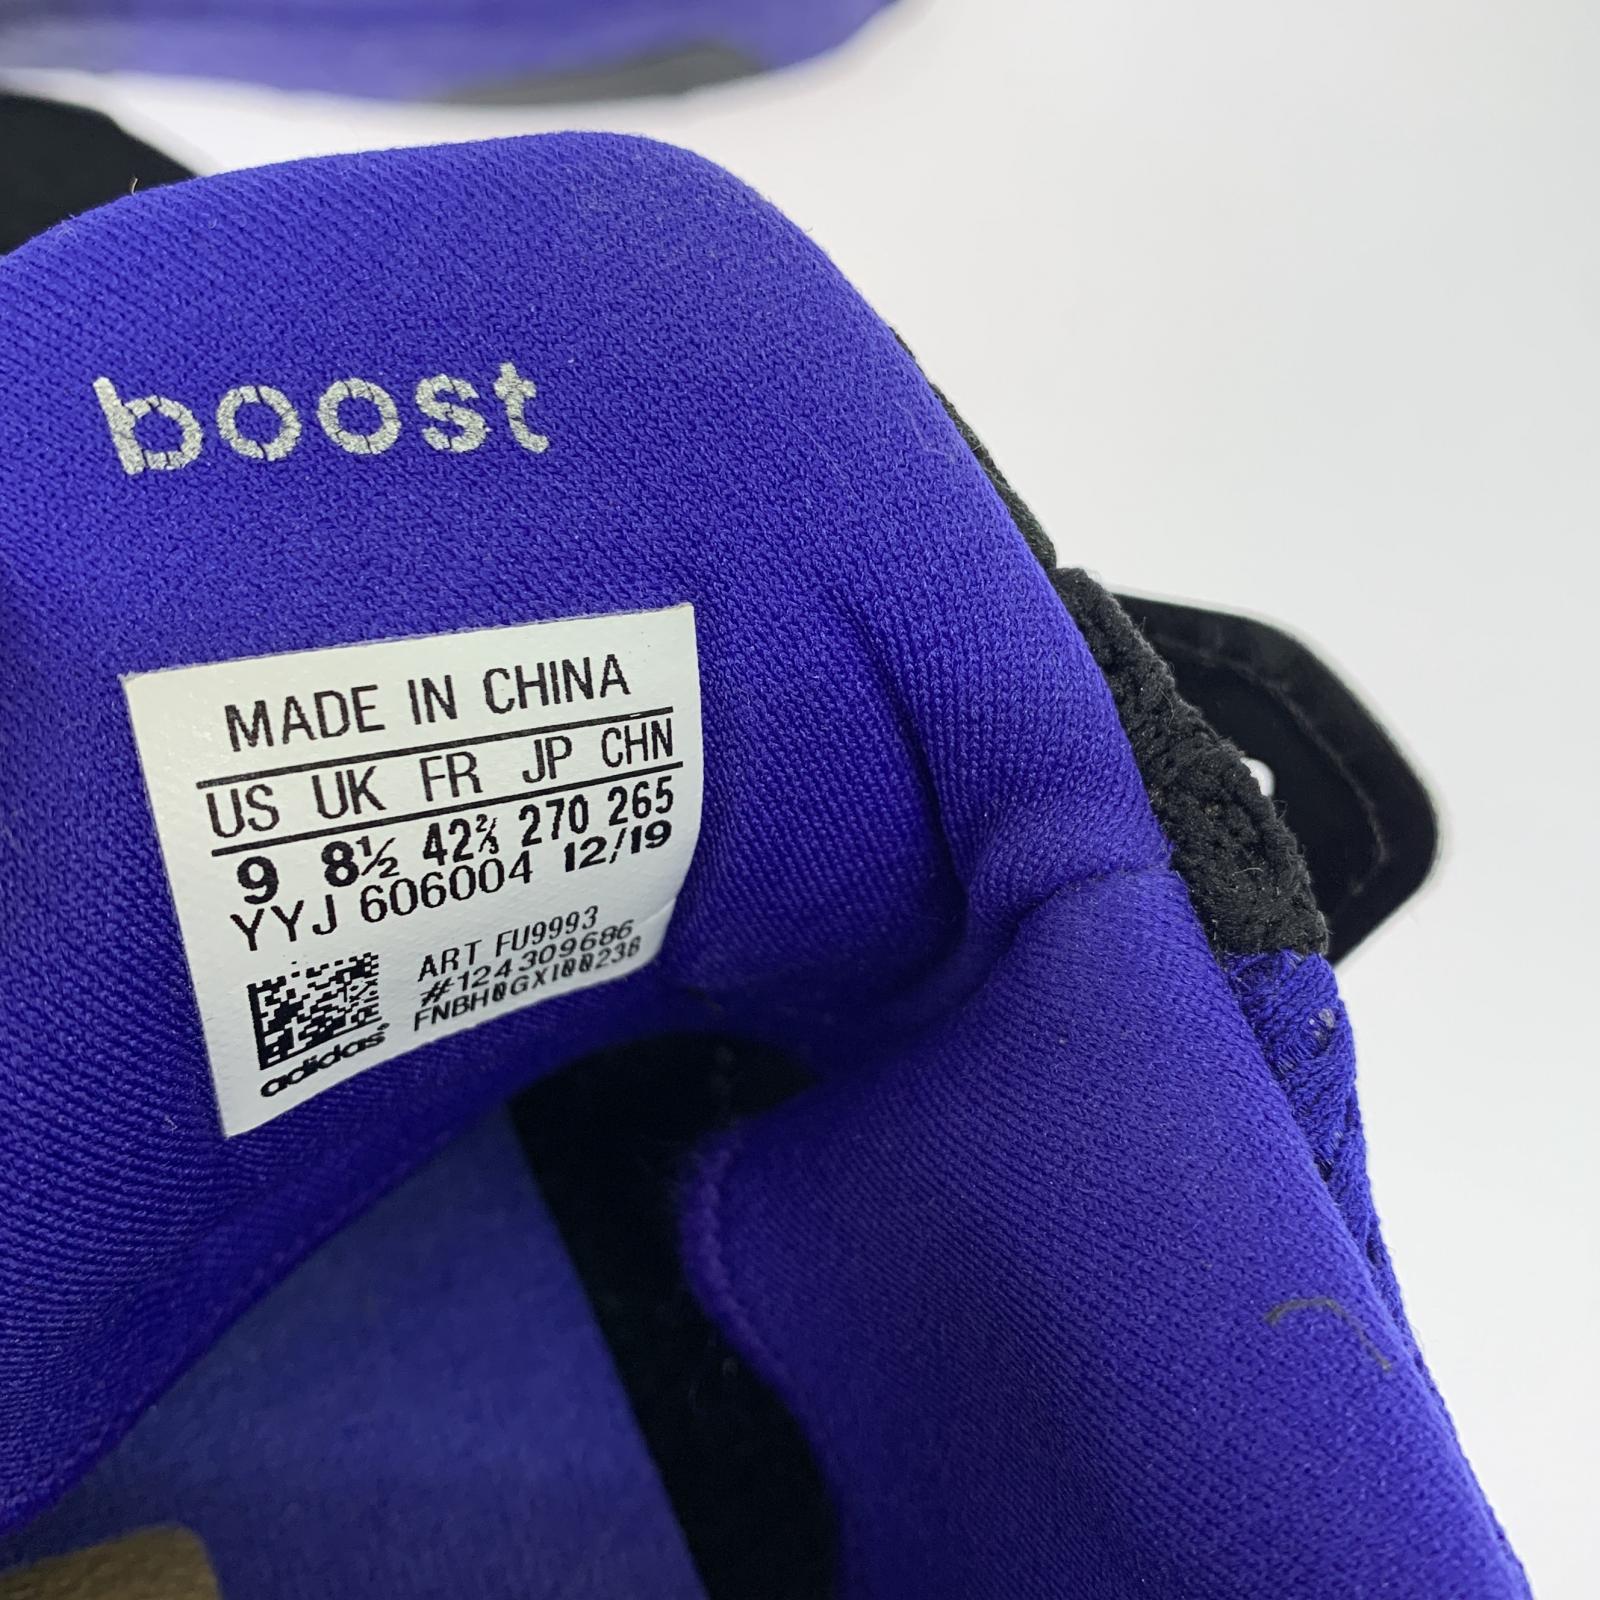 boost
MADE IN CHINA
US UK FR JP CHN
9 8½ 42⅔ 270 265
YYJ 606004 12/19
ART FU9993
#124309686
FNBH0GXI00238
adidas